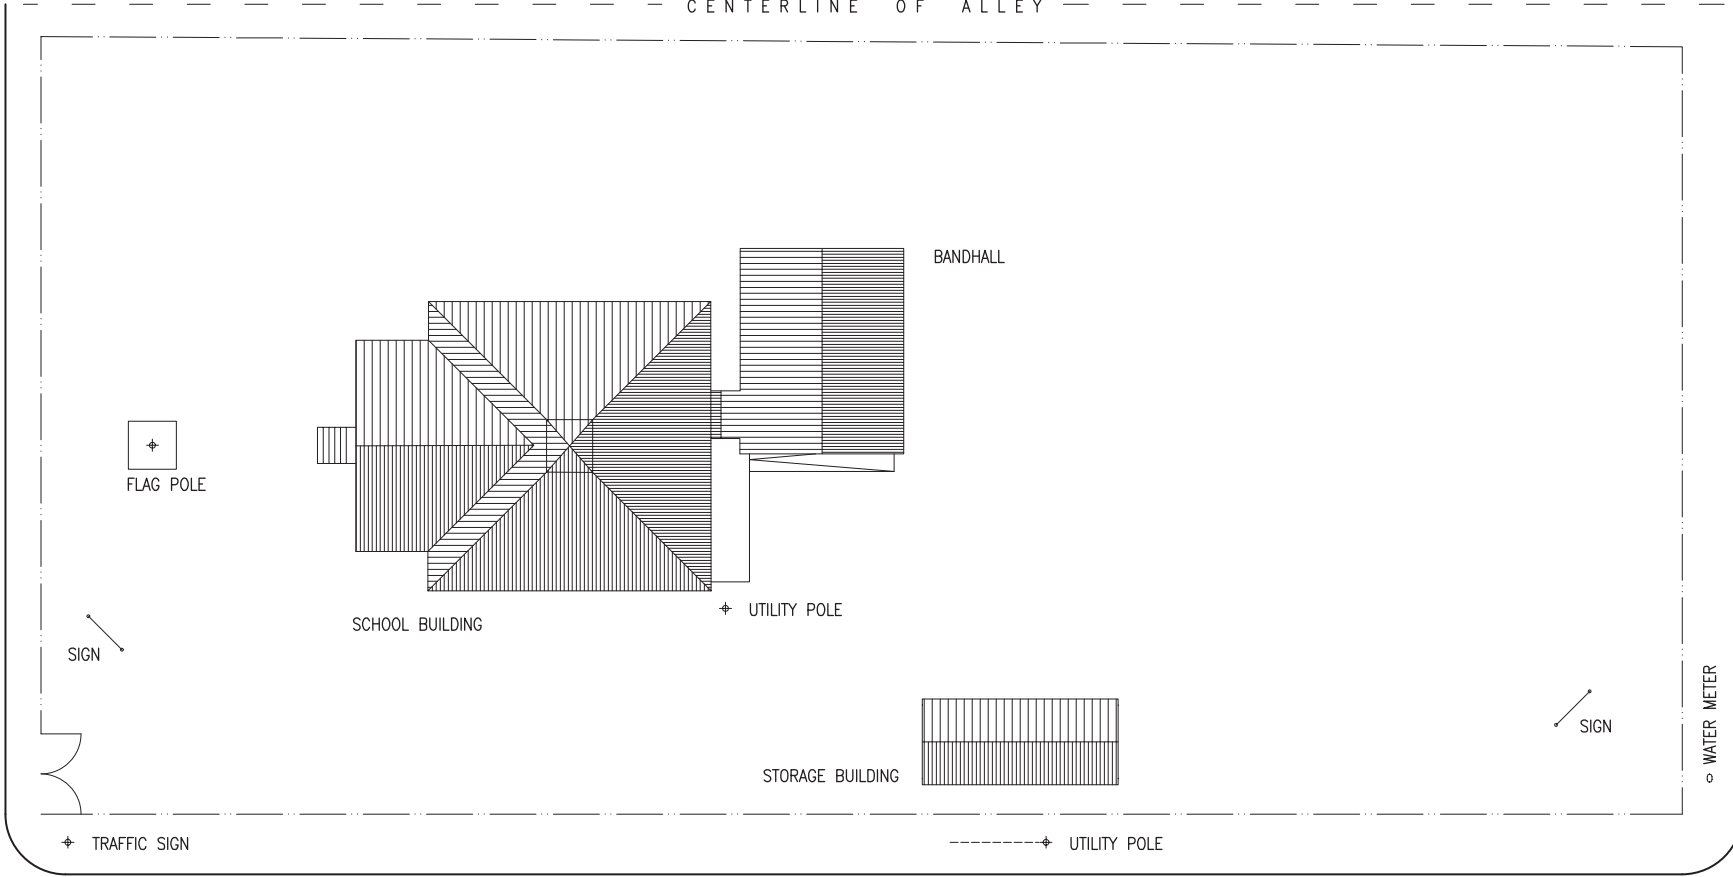 CENTERLINE OF ALLEY
BANDHALL
FLAG POLE
UTILITY POLE
SCHOOL BUILDING
SIGN
WATER METER
SIGN
STORAGE BUILDING
TRAFFIC SIGN
UTILITY POLE